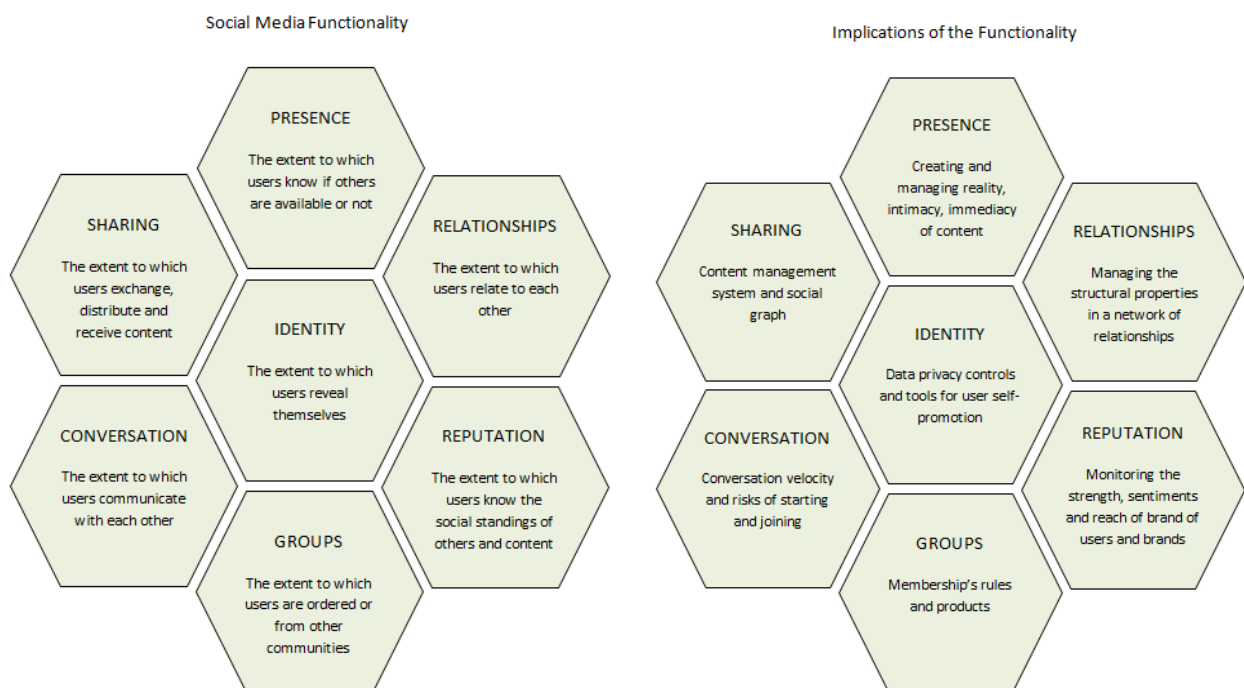 Social Media Functionality
PRESENCE
The extent to which
users know if others
are available or not
SHARING
The extent to which
users exchange,
distribute and
receive content
RELATIONSHIPS
The extent to which
users relate to each
other
IDENTITY
The extent to which
users reveal
themselves
CONVERSATION
The extent to which
users communicate
with each other
REPUTATION
The extent to which
users know the
social standings of
others and content
GROUPS
The extent to which
users are ordered or
from other
communities
Implications of the Functionality
PRESENCE
Creating and
managing reality,
intimacy, immediacy
of content
SHARING
Content management
system and social
graph
RELATIONSHIPS
Managing the
structural properties
in a network of
relationships
IDENTITY
Data privacy controls
and tools for user self-
promotion
CONVERSATION
Conversation velocity
and risks of starting
and joining
REPUTATION
Monitoring the
strength, sentiments
and reach of brand of
users and brands
GROUPS
Membership's rules
and products